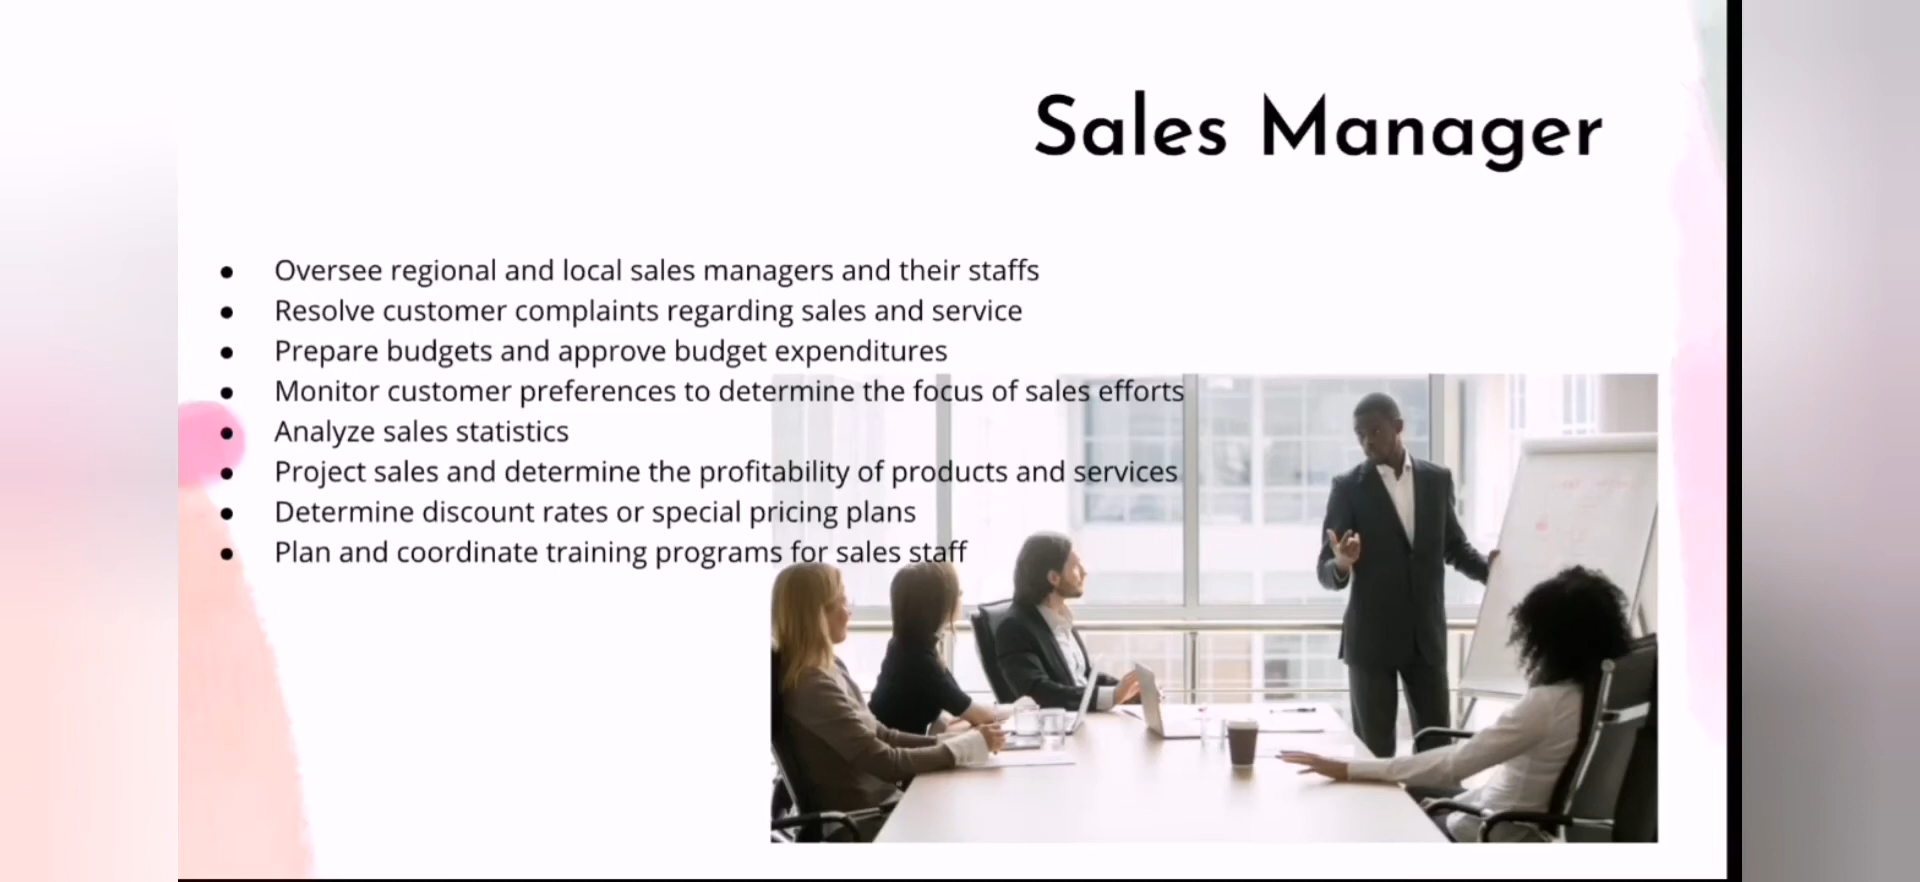 Sales Manager
● Oversee regional and local sales managers and their staffs
● Resolve customer complaints regarding sales and service
● Prepare budgets and approve budget expenditures
● Monitor customer preferences to determine the focus of sales efforts
● Analyze sales statistics
● Project sales and determine the profitability of products and services
● Determine discount rates or special pricing plans
● Plan and coordinate training programs for sales staff